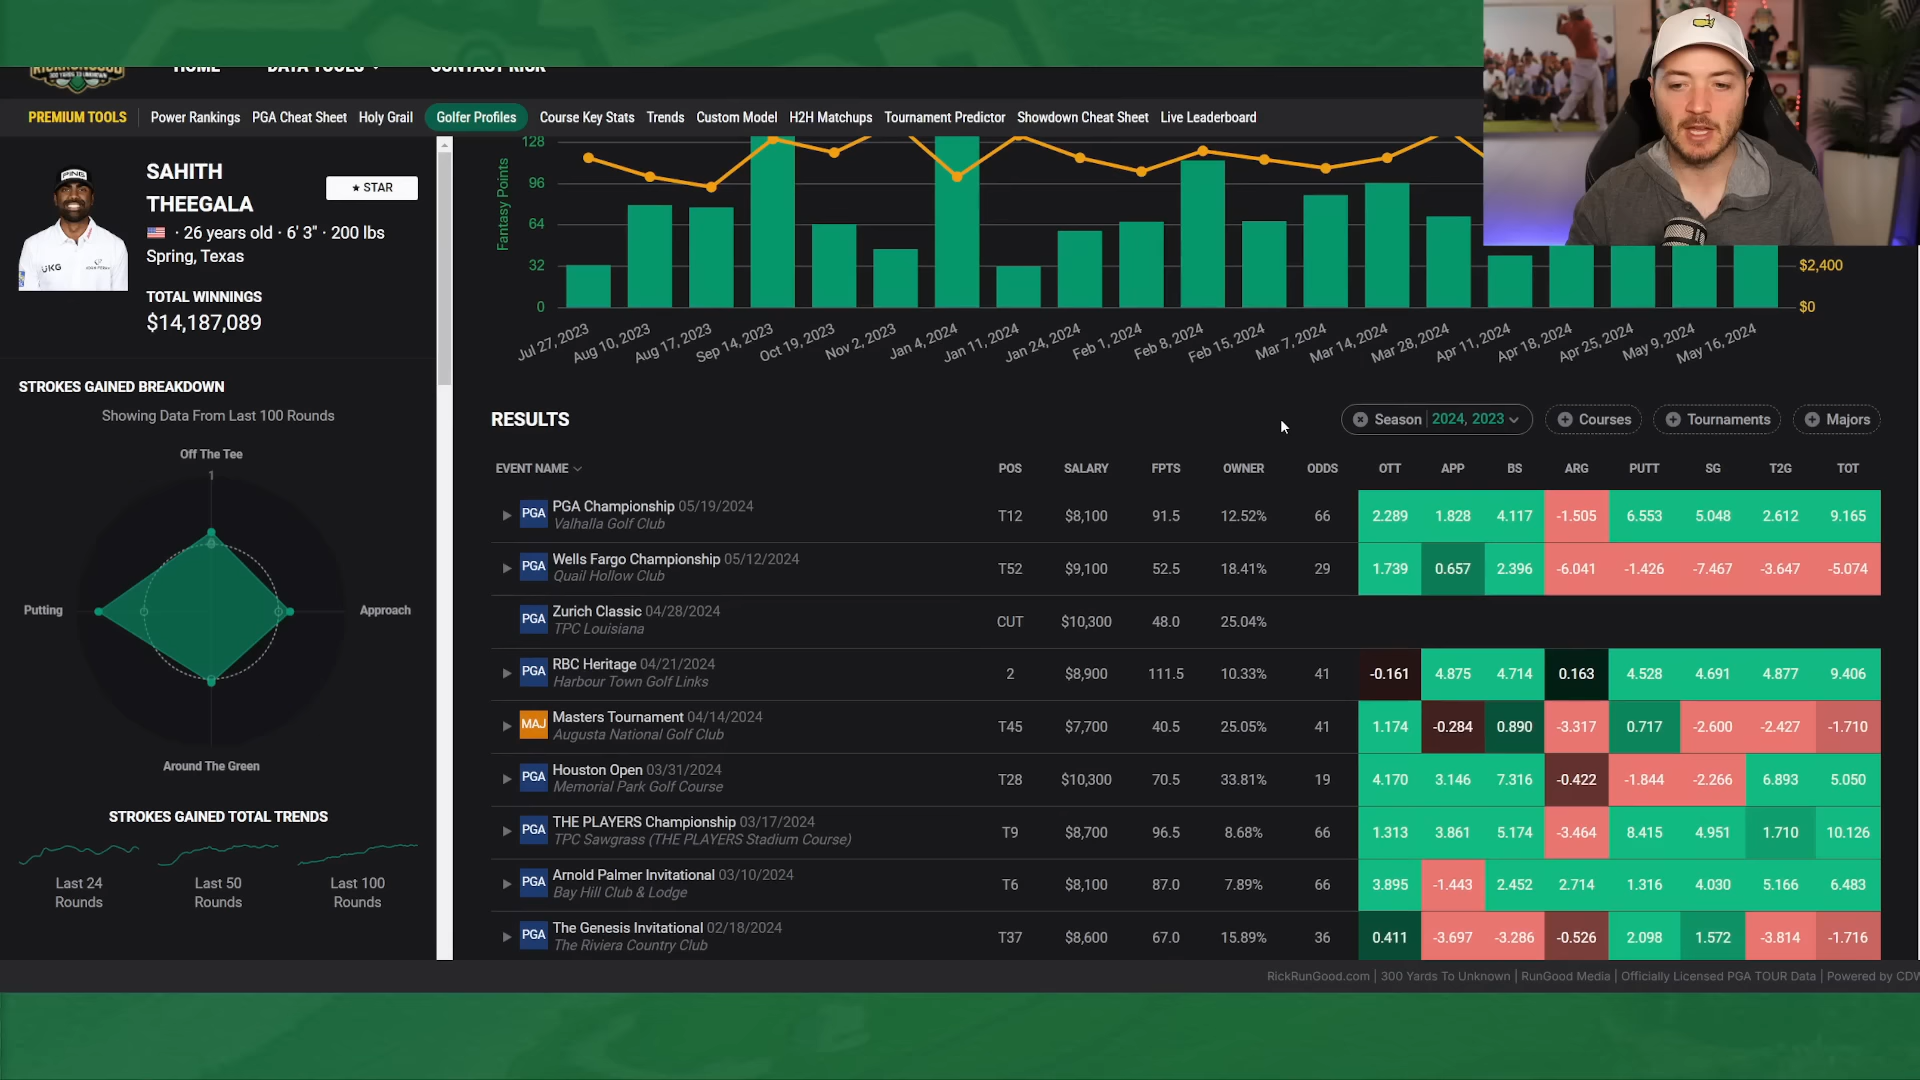 RICKRUNGOOD
300 YARDS TO UNKNOWN
HOME DATA TOOLS CONTACT RICK
PREMIUM TOOLS Power Rankings PGA Cheat Sheet Holy Grail Golfer Profiles Course Key Stats Trends Custom Model H2H Matchups Tournament Predictor Showdown Cheat Sheet Live Leaderboard
SAHITH
THEEGALA
★ STAR
· 26 years old · 6' 3" · 200 lbs
Spring, Texas
TOTAL WINNINGS
$14,187,089
PING
UKG
STROKES GAINED BREAKDOWN
Showing Data From Last 100 Rounds
Off The Tee
1
Putting
Approach
Around The Green
STROKES GAINED TOTAL TRENDS
Last 24 Rounds
Last 50 Rounds
Last 100 Rounds
Fantasy Points
128
96
64
32
0
$2,400
$0
Jul 27, 2023 Aug 10, 2023 Aug 17, 2023 Sep 14, 2023 Oct 19, 2023 Nov 2, 2023 Jan 4, 2024 Jan 11, 2024 Jan 24, 2024 Feb 1, 2024 Feb 8, 2024 Feb 15, 2024 Mar 7, 2024 Mar 14, 2024 Mar 28, 2024 Apr 11, 2024 Apr 18, 2024 Apr 25, 2024 May 9, 2024 May 16, 2024
RESULTS
Season 2024, 2023 Courses Tournaments Majors
EVENT NAME POS SALARY FPTS OWNER ODDS OTT APP BS ARG PUTT SG T2G TOT
PGA PGA Championship 05/19/2024 T12 $8,100 91.5 12.52% 66 2.289 1.828 4.117 -1.505 6.553 5.048 2.612 9.165
Valhalla Golf Club
PGA Wells Fargo Championship 05/12/2024 T52 $9,100 52.5 18.41% 29 1.739 0.657 2.396 -6.041 -1.426 -7.467 -3.647 -5.074
Quail Hollow Club
PGA Zurich Classic 04/28/2024 CUT $10,300 48.0 25.04%
TPC Louisiana
PGA RBC Heritage 04/21/2024 2 $8,900 111.5 10.33% 41 -0.161 4.875 4.714 0.163 4.528 4.691 4.877 9.406
Harbour Town Golf Links
MAJ Masters Tournament 04/14/2024 T45 $7,700 40.5 25.05% 41 1.174 -0.284 0.890 -3.317 0.717 -2.600 -2.427 -1.710
Augusta National Golf Club
PGA Houston Open 03/31/2024 T28 $10,300 70.5 33.81% 19 4.170 3.146 7.316 -0.422 -1.844 -2.266 6.893 5.050
Memorial Park Golf Course
PGA THE PLAYERS Championship 03/17/2024 T9 $8,700 96.5 8.68% 66 1.313 3.861 5.174 -3.464 8.415 4.951 1.710 10.126
TPC Sawgrass (THE PLAYERS Stadium Course)
PGA Arnold Palmer Invitational 03/10/2024 T6 $8,100 87.0 7.89% 66 3.895 -1.443 2.452 2.714 1.316 4.030 5.166 6.483
Bay Hill Club & Lodge
PGA The Genesis Invitational 02/18/2024 T37 $8,600 67.0 15.89% 36 0.411 -3.697 -3.286 -0.526 2.098 1.572 -3.814 -1.716
The Riviera Country Club
RickRunGood.com | 300 Yards To Unknown | RunGood Media | Officially Licensed PGA TOUR Data | Powered by CDW